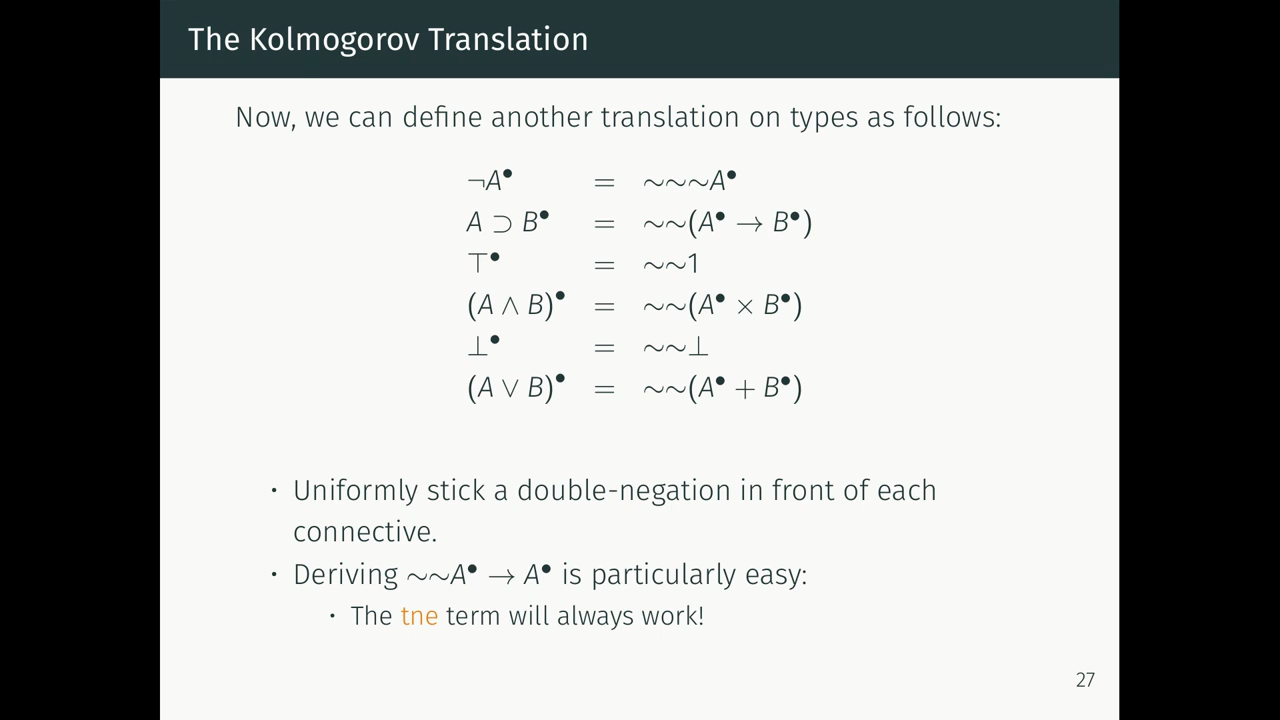 The Kolmogorov Translation
Now, we can define another translation on types as follows:
¬A• = ∼∼∼A•
A ⊃ B• = ∼∼(A• → B•)
⊤• = ∼∼1
(A ∧ B)• = ∼∼(A• × B•)
⊥• = ∼∼⊥
(A ∨ B)• = ∼∼(A• + B•)
• Uniformly stick a double-negation in front of each
connective.
• Deriving ∼∼A• → A• is particularly easy:
• The tne term will always work!
27